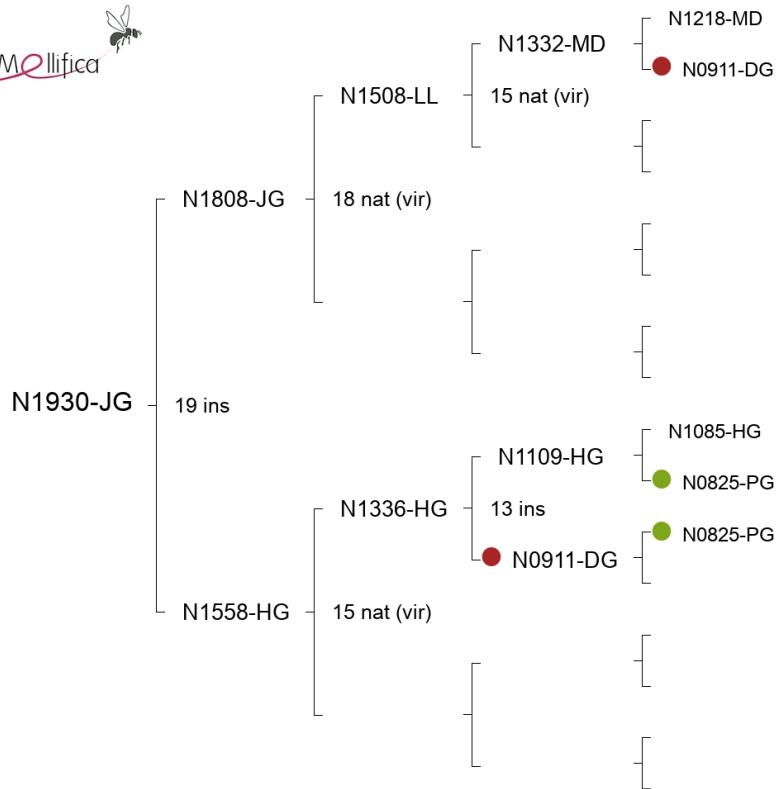 Mellifica
N1218-MD
N1332-MD
N0911-DG
N1508-LL
15 nat (vir)
N1808-JG
18 nat (vir)
N1930-JG
19 ins
N1085-HG
N1109-HG
N0825-PG
N1336-HG
13 ins
N0825-PG
N0911-DG
N1558-HG
15 nat (vir)